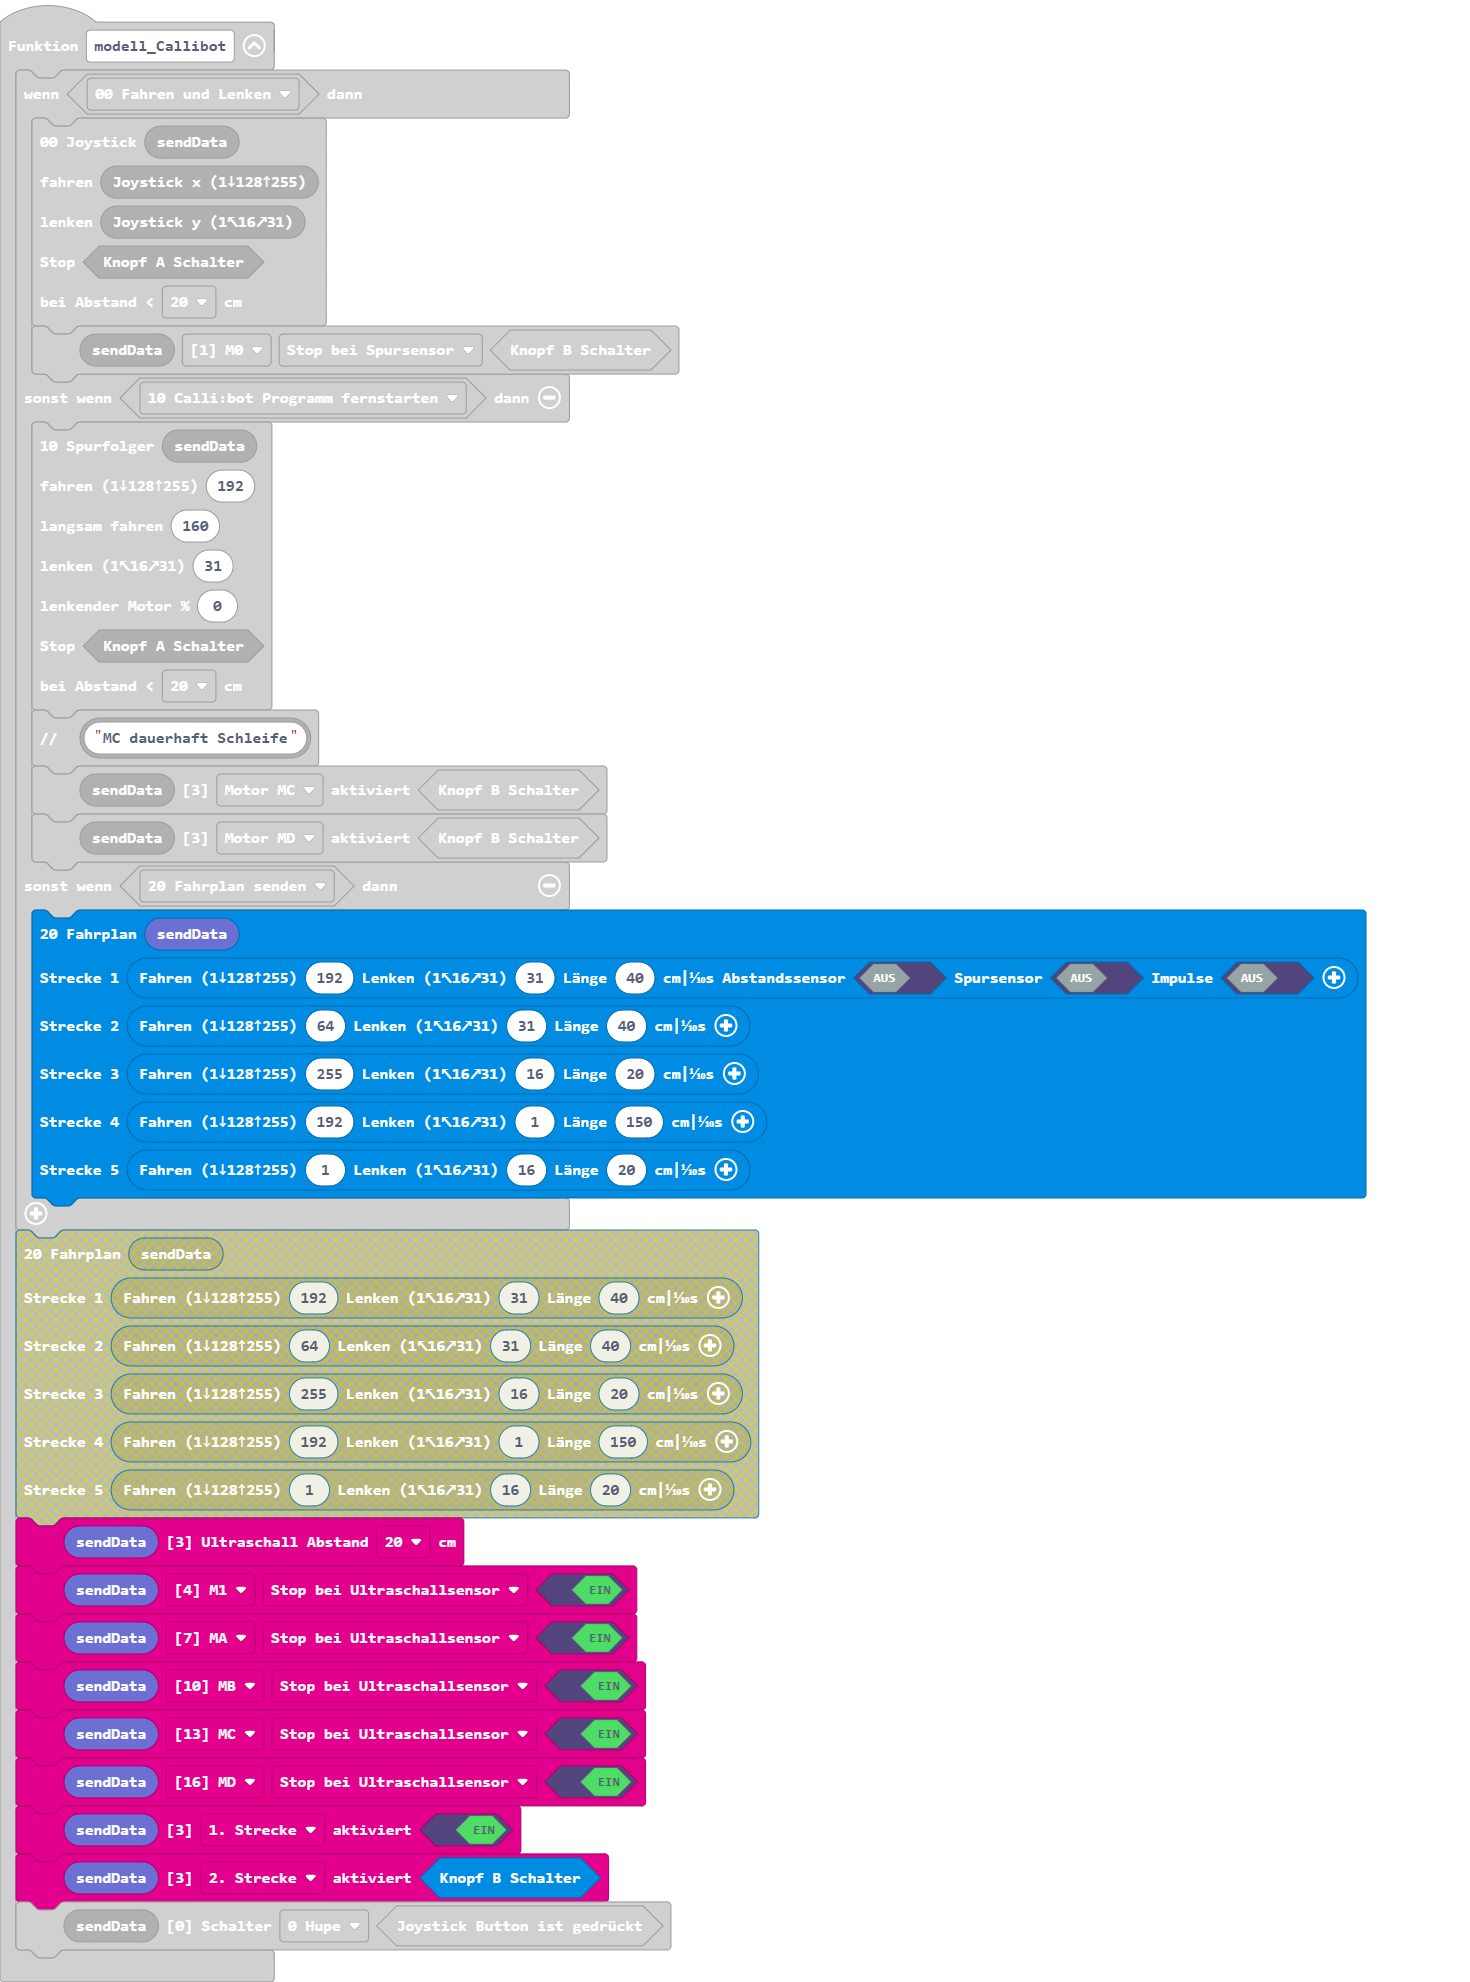 Funktion modell_Callibot
wenn 00 Fahren und Lenken dann
00 Joystick sendData
fahren Joystick x (1↓128↑255)
lenken Joystick y (1↖16↗31)
Stop Knopf A Schalter
bei Abstand < 20 cm
sendData [1] M0 Stop bei Spursensor Knopf B Schalter
sonst wenn 10 Calli:bot Programm fernstarten dann
10 Spurfolger sendData
fahren (1↓128↑255) 192
langsam fahren 160
lenken (1↖16↗31) 31
lenkender Motor % 0
Stop Knopf A Schalter
bei Abstand < 20 cm
// "MC dauerhaft Schleife"
sendData [3] Motor MC aktiviert Knopf B Schalter
sendData [3] Motor MD aktiviert Knopf B Schalter
sonst wenn 20 Fahrplan senden dann
20 Fahrplan sendData
Strecke 1 Fahren (1↓128↑255) 192 Lenken (1↖16↗31) 31 Länge 40 cm|⅒s Abstandssensor AUS Spursensor AUS Impulse AUS
Strecke 2 Fahren (1↓128↑255) 64 Lenken (1↖16↗31) 31 Länge 40 cm|⅒s
Strecke 3 Fahren (1↓128↑255) 255 Lenken (1↖16↗31) 16 Länge 20 cm|⅒s
Strecke 4 Fahren (1↓128↑255) 192 Lenken (1↖16↗31) 1 Länge 150 cm|⅒s
Strecke 5 Fahren (1↓128↑255) 1 Lenken (1↖16↗31) 16 Länge 20 cm|⅒s
20 Fahrplan sendData
Strecke 1 Fahren (1↓128↑255) 192 Lenken (1↖16↗31) 31 Länge 40 cm|⅒s
Strecke 2 Fahren (1↓128↑255) 64 Lenken (1↖16↗31) 31 Länge 40 cm|⅒s
Strecke 3 Fahren (1↓128↑255) 255 Lenken (1↖16↗31) 16 Länge 20 cm|⅒s
Strecke 4 Fahren (1↓128↑255) 192 Lenken (1↖16↗31) 1 Länge 150 cm|⅒s
Strecke 5 Fahren (1↓128↑255) 1 Lenken (1↖16↗31) 16 Länge 20 cm|⅒s
sendData [3] Ultraschall Abstand 20 cm
sendData [4] M1 Stop bei Ultraschallsensor EIN
sendData [7] MA Stop bei Ultraschallsensor EIN
sendData [10] MB Stop bei Ultraschallsensor EIN
sendData [13] MC Stop bei Ultraschallsensor EIN
sendData [16] MD Stop bei Ultraschallsensor EIN
sendData [3] 1. Strecke aktiviert EIN
sendData [3] 2. Strecke aktiviert Knopf B Schalter
sendData [0] Schalter 0 Hupe Joystick Button ist gedrückt